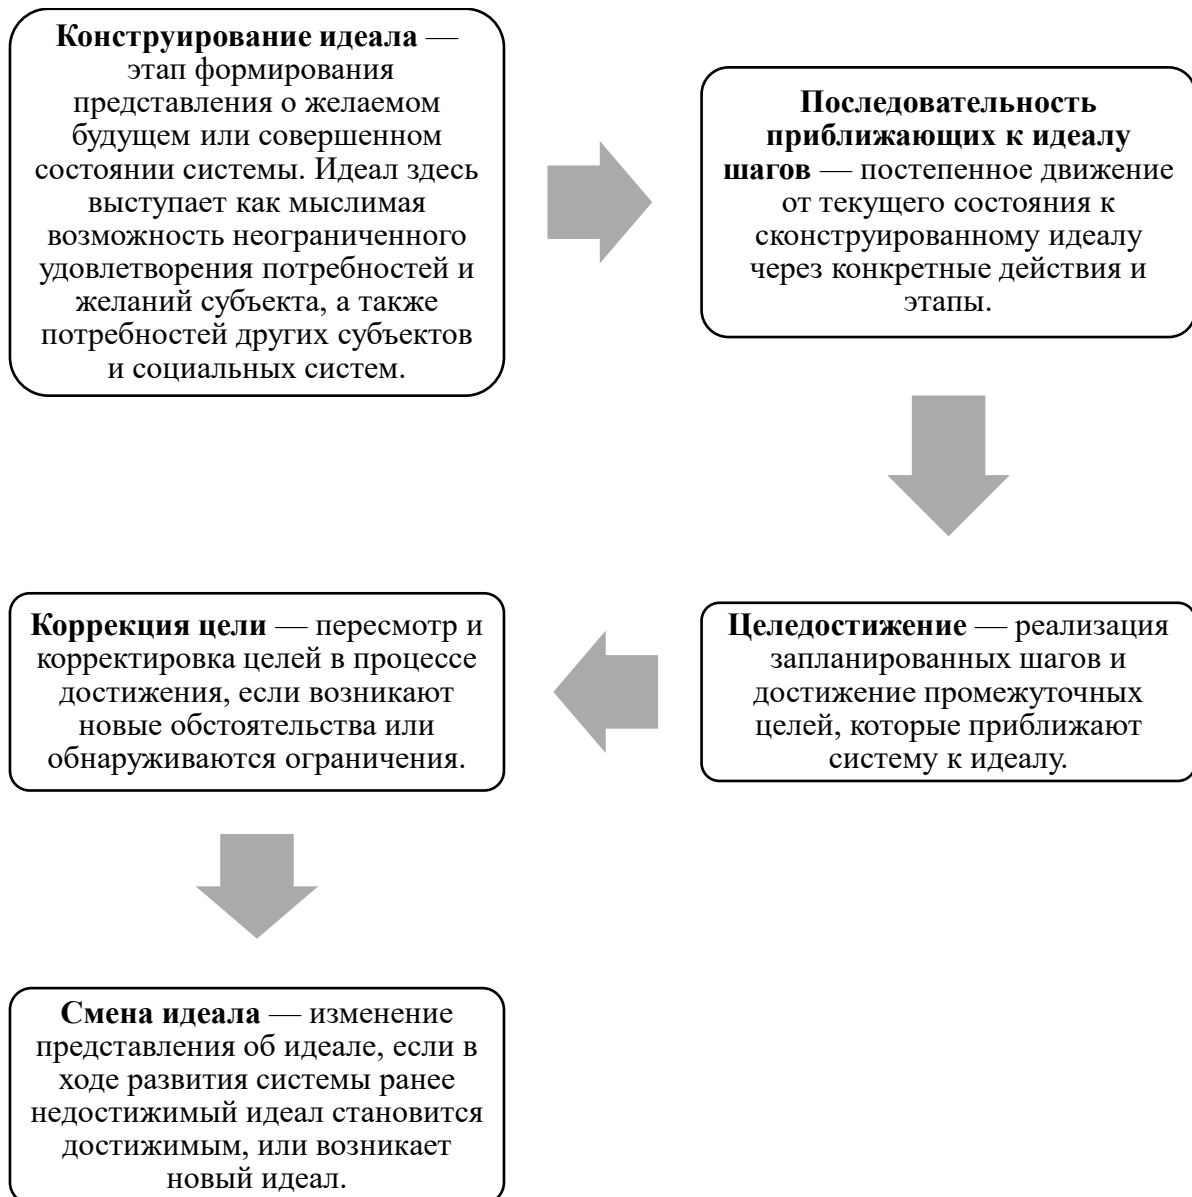 Конструирование идеала —
этап формирования
представления о желаемом
будущем или совершенном
состоянии системы. Идеал здесь
выступает как мыслимая
возможность неограниченного
удовлетворения потребностей и
желаний субъекта, а также
потребностей других субъектов
и социальных систем.
Последовательность
приближающих к идеалу
шагов — постепенное движение
от текущего состояния к
сконструированному идеалу
через конкретные действия и
этапы.
Целедостижение — реализация
запланированных шагов и
достижение промежуточных
целей, которые приближают
систему к идеалу.
Коррекция цели — пересмотр и
корректировка целей в процессе
достижения, если возникают
новые обстоятельства или
обнаруживаются ограничения.
Смена идеала — изменение
представления об идеале, если в
ходе развития системы ранее
недостижимый идеал становится
достижимым, или возникает
новый идеал.